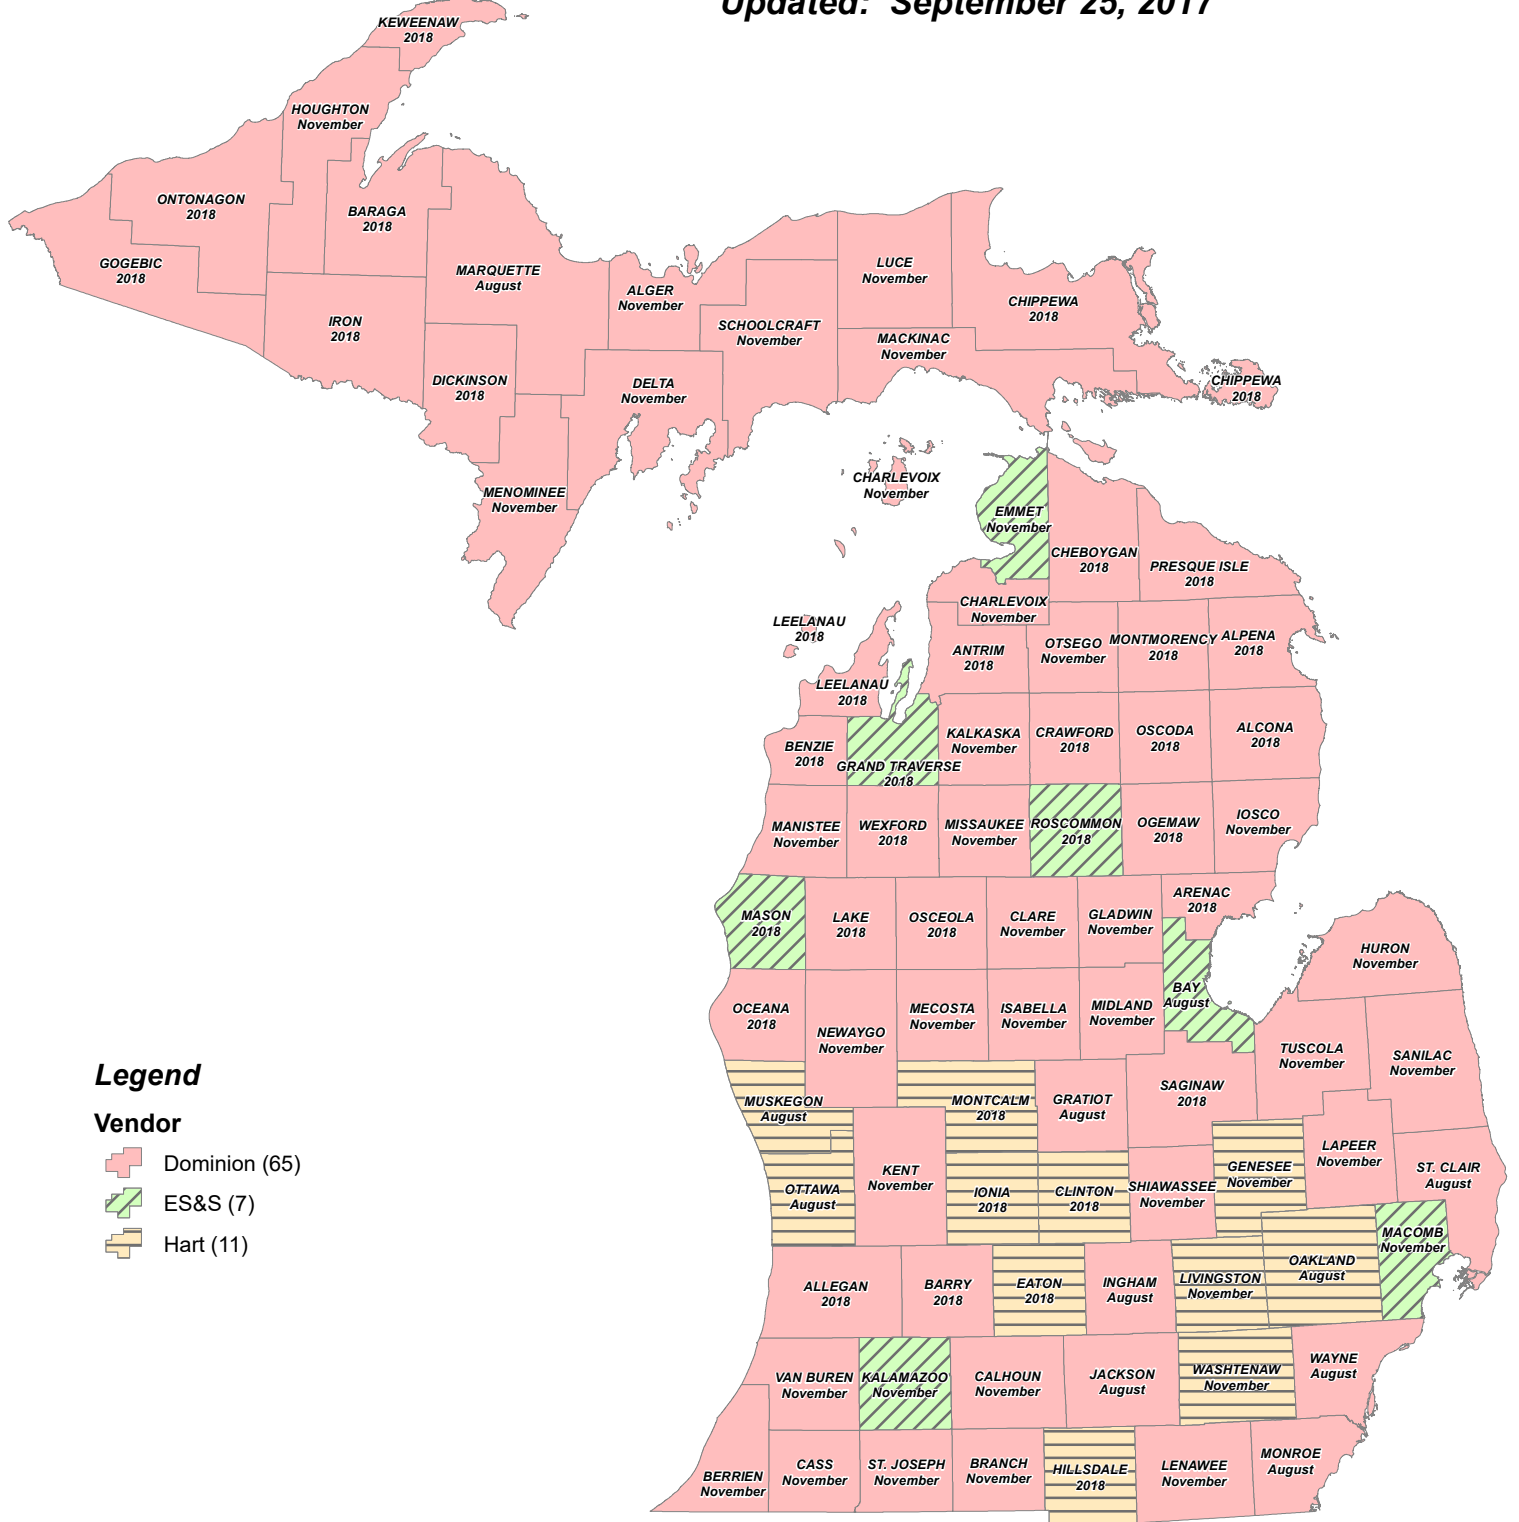 Updated: September 25, 2017
KEWEENAW
2018
HOUGHTON
November
ONTONAGON
2018
BARAGA
2018
GOGEBIC
2018
MARQUETTE
August
LUCE
November
ALGER
November
CHIPPEWA
2018
IRON
2018
SCHOOLCRAFT
November
MACKINAC
November
DICKINSON
2018
DELTA
November
CHIPPEWA
2018
MENOMINEE
November
CHARLEVOIX
November
EMMET
November
CHEBOYGAN
2018
PRESQUE ISLE
2018
CHARLEVOIX
November
LEELANAU
2018
ANTRIM
2018
OTSEGO
November
MONTMORENCY
2018
ALPENA
2018
LEELANAU
2018
BENZIE
2018
GRAND TRAVERSE
2018
KALKASKA
November
CRAWFORD
2018
OSCODA
2018
ALCONA
2018
MANISTEE
November
WEXFORD
2018
MISSAUKEE
November
ROSCOMMON
2018
OGEMAW
2018
IOSCO
November
MASON
2018
LAKE
2018
OSCEOLA
2018
CLARE
November
GLADWIN
November
ARENAC
2018
HURON
November
BAY
August
OCEANA
2018
NEWAYGO
November
MECOSTA
November
ISABELLA
November
MIDLAND
November
TUSCOLA
November
SANILAC
November
MUSKEGON
August
MONTCALM
2018
GRATIOT
August
SAGINAW
2018
LAPEER
November
ST. CLAIR
August
OTTAWA
August
KENT
November
IONIA
2018
CLINTON
2018
SHIAWASSEE
November
GENESEE
November
OAKLAND
August
MACOMB
November
ALLEGAN
2018
BARRY
2018
EATON
2018
INGHAM
August
LIVINGSTON
November
VAN BUREN
November
KALAMAZOO
November
CALHOUN
November
JACKSON
August
WASHTENAW
November
WAYNE
August
BERRIEN
November
CASS
November
ST. JOSEPH
November
BRANCH
November
HILLSDALE
2018
LENAWEE
November
MONROE
August
Legend
Vendor
Dominion (65)
ES&S (7)
Hart (11)